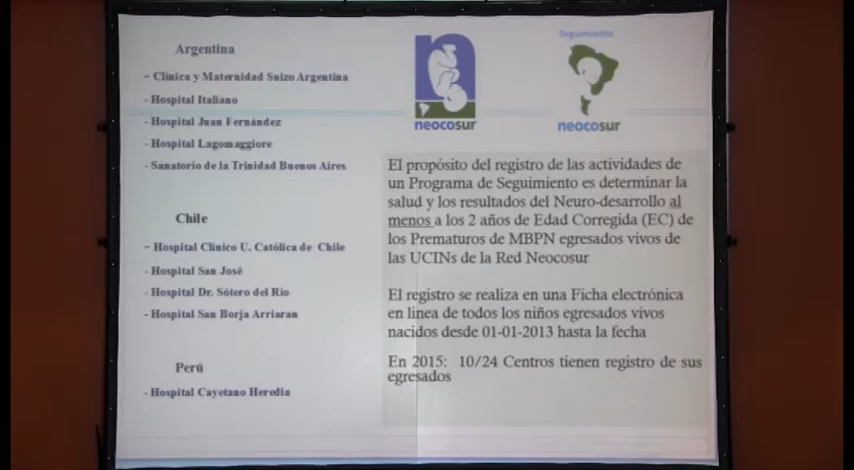 Argentina
- Clínica y Maternidad Suizo Argentina
- Hospital Italiano
- Hospital Juan Fernández
- Hospital Lagomaggiore
- Sanatorio de la Trinidad Buenos Aires
Chile
- Hospital Clínico U. Católica de Chile
- Hospital San José
- Hospital Dr. Sótero del Río
- Hospital San Borja Arriaran
Perú
- Hospital Cayetano Heredia
neocosur
Seguimiento
neocosur
El propósito del registro de las actividades de
un Programa de Seguimiento es determinar la
salud y los resultados del Neuro-desarrollo al
menos a los 2 años de Edad Corregida (EC) de
los Prematuros de MBPN egresados vivos de
las UCINs de la Red Neocosur
El registro se realiza en una Ficha electrónica
en línea de todos los niños egresados vivos
nacidos desde 01-01-2013 hasta la fecha
En 2015: 10/24 Centros tienen registro de sus
egresados